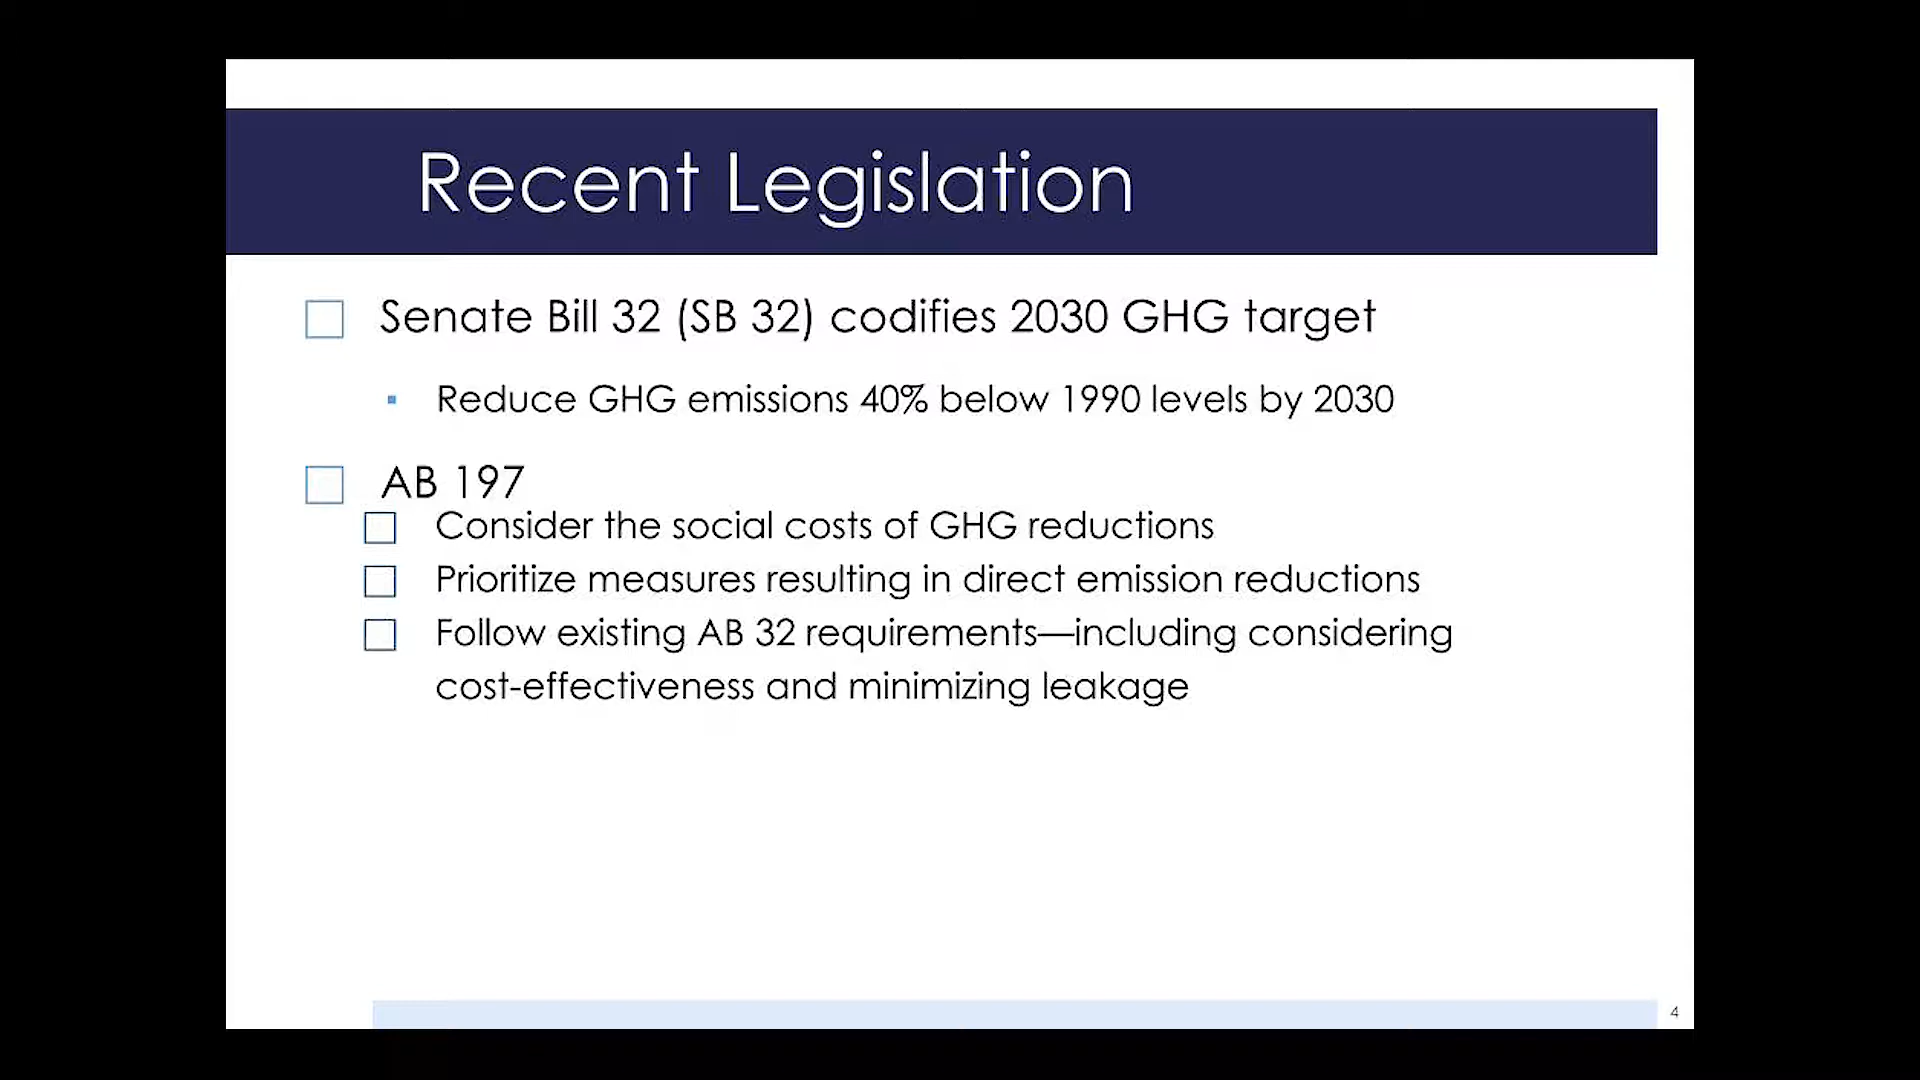 Recent Legislation
Senate Bill 32 (SB 32) codifies 2030 GHG target
Reduce GHG emissions 40% below 1990 levels by 2030
AB 197
Consider the social costs of GHG reductions
Prioritize measures resulting in direct emission reductions
Follow existing AB 32 requirements—including considering
cost-effectiveness and minimizing leakage
4